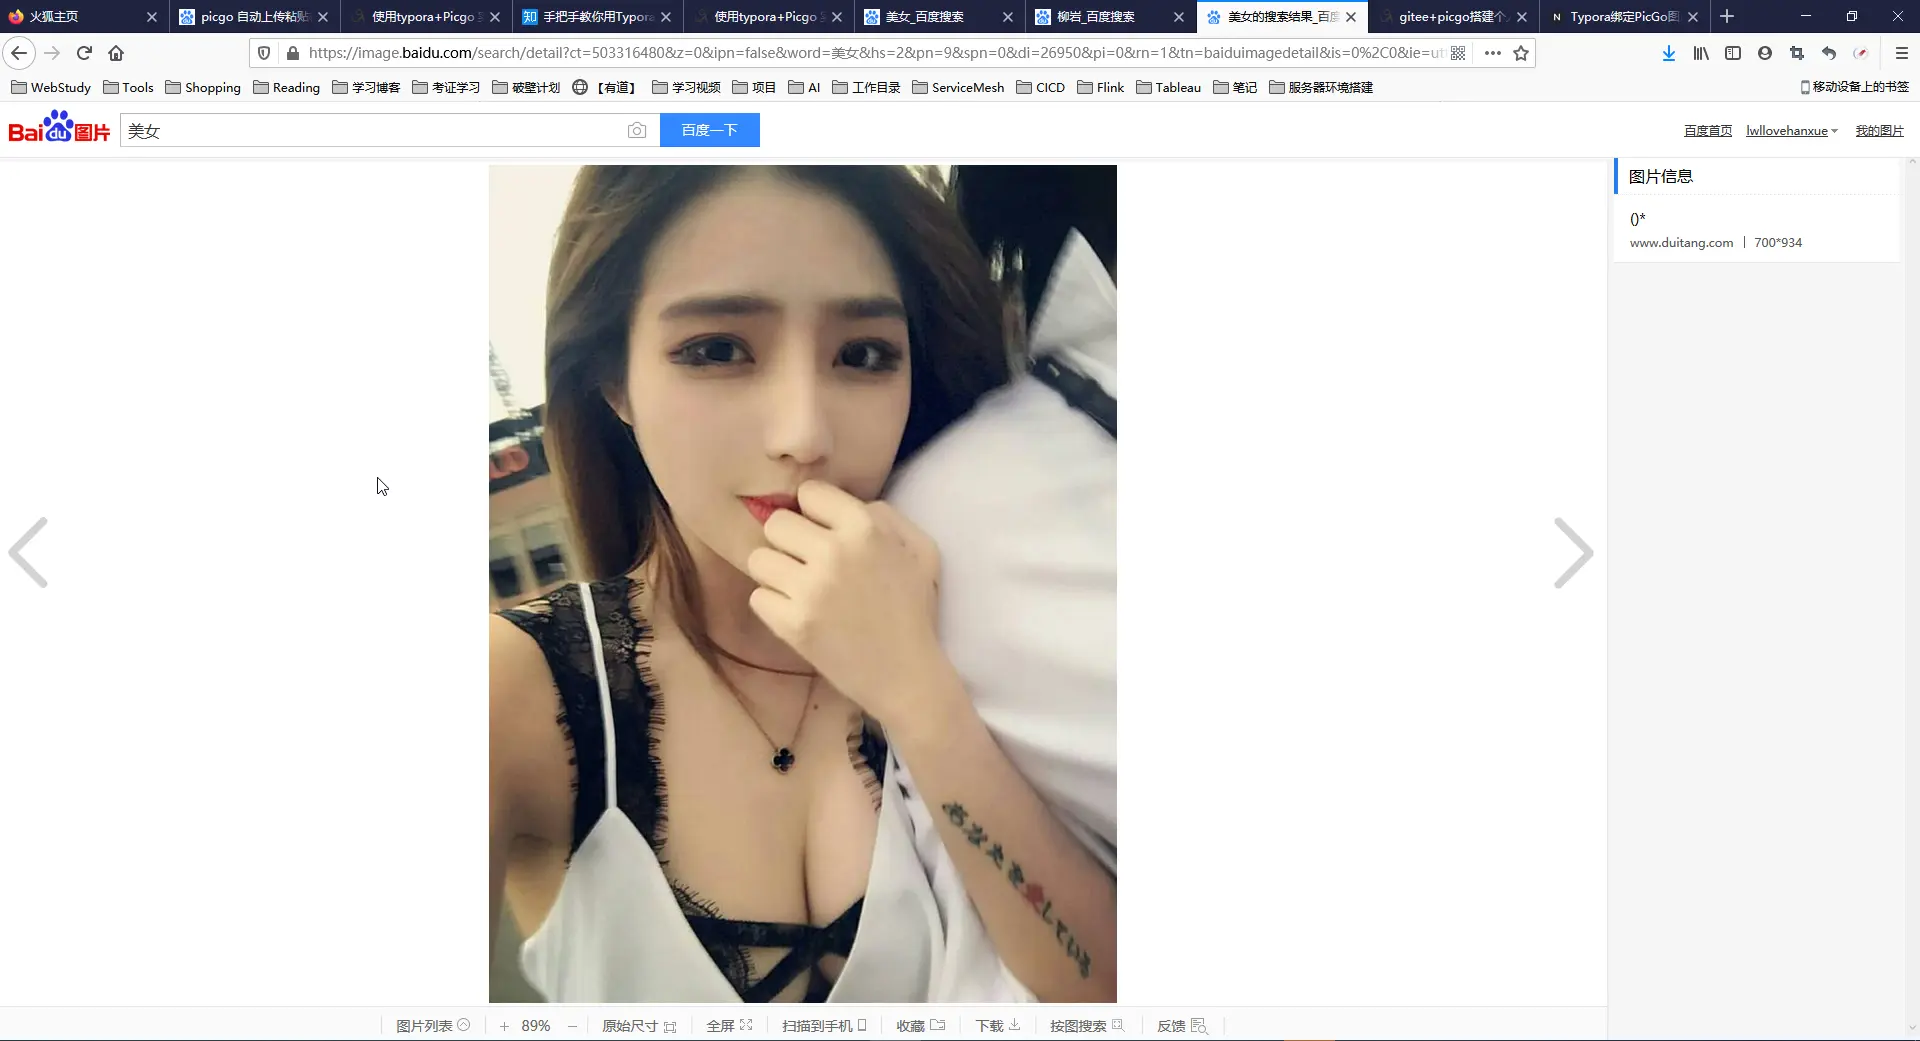 火狐主页
picgo 自动上传粘贴
使用typora+Picgo
手把手教你用Typora
使用typora+Picgo
美女_百度搜索
柳岩_百度搜索
美女的搜索结果_百度
gitee+picgo搭建个人
Typora绑定PicGo图
https://image.baidu.com/search/detail?ct=503316480&z=0&ipn=false&word=美女&hs=2&pn=9&spn=0&di=26950&pi=0&rn=1&tn=baiduimagedetail&is=0%2C0&ie=ut
WebStudy Tools Shopping Reading 学习博客 考证学习 破壁计划 【有道】 学习视频 项目 AI 工作目录 ServiceMesh CICD Flink Tableau 笔记 服务器环境搭建 移动设备上的书签
Baidu图片 美女 百度一下 百度首页 lwllovehanxue 我的图片
图片信息
()*
www.duitang.com | 700*934
图片列表 + 89% − 原始尺寸 全屏 扫描到手机 收藏 下载 按图搜索 反馈